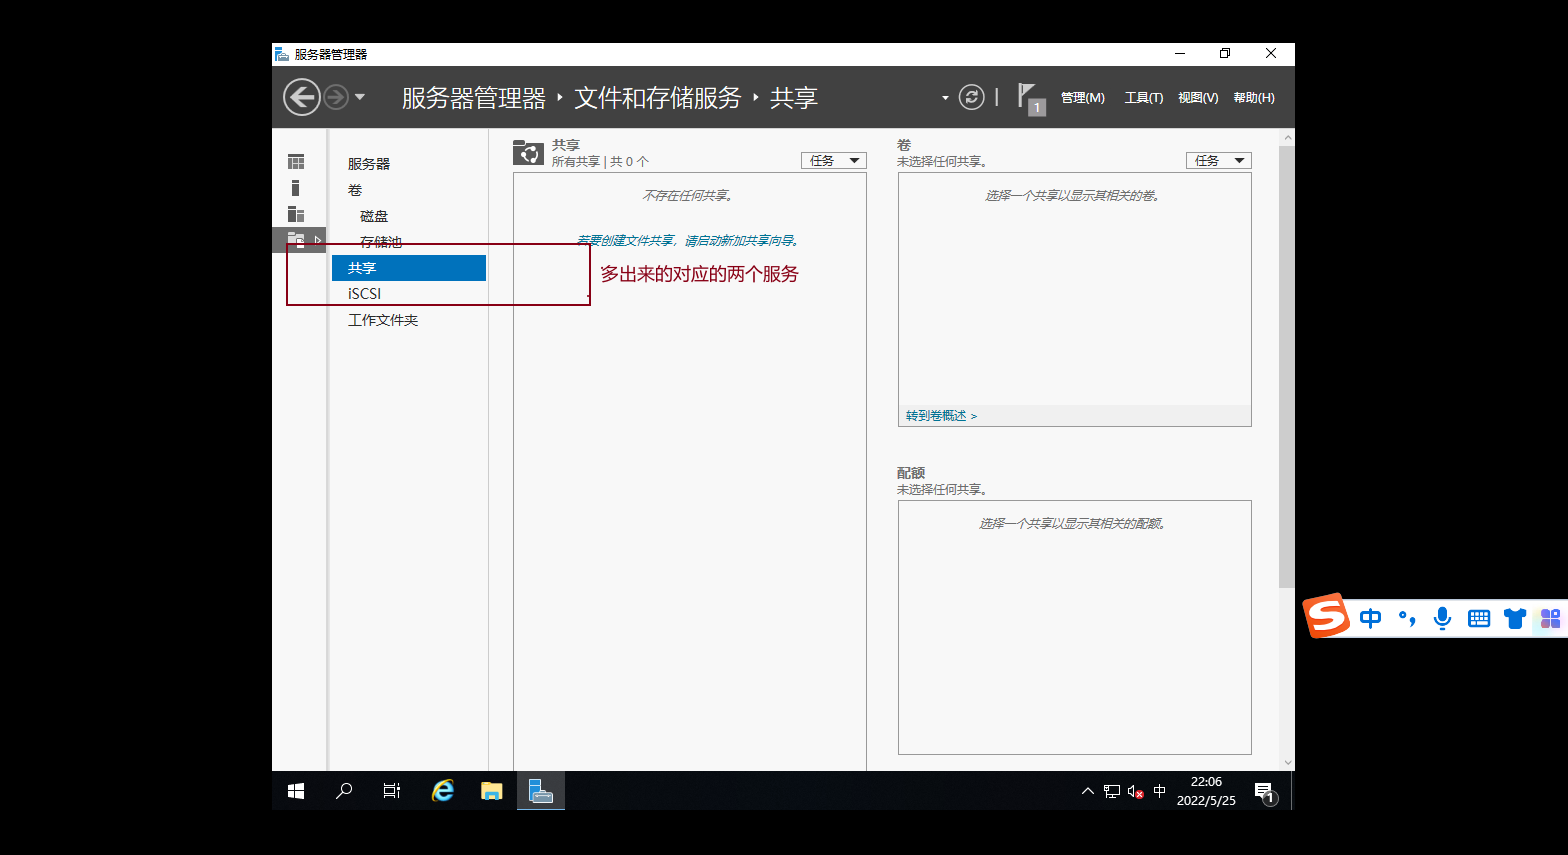 服务器管理器
服务器管理器 · 文件和存储服务 · 共享
1
管理(M) 工具(T) 视图(V) 帮助(H)
服务器
卷
磁盘
存储池
共享
iSCSI
工作文件夹
共享
所有共享 | 共 0 个
任务
不存在任何共享。
若要创建文件共享，请启动新加共享向导。
多出来的对应的两个服务
卷
未选择任何共享。
任务
选择一个共享以显示其相关的卷。
转到卷概述 >
配额
未选择任何共享。
选择一个共享以显示其相关的配额。
S 中
中
22:06
2022/5/25
1